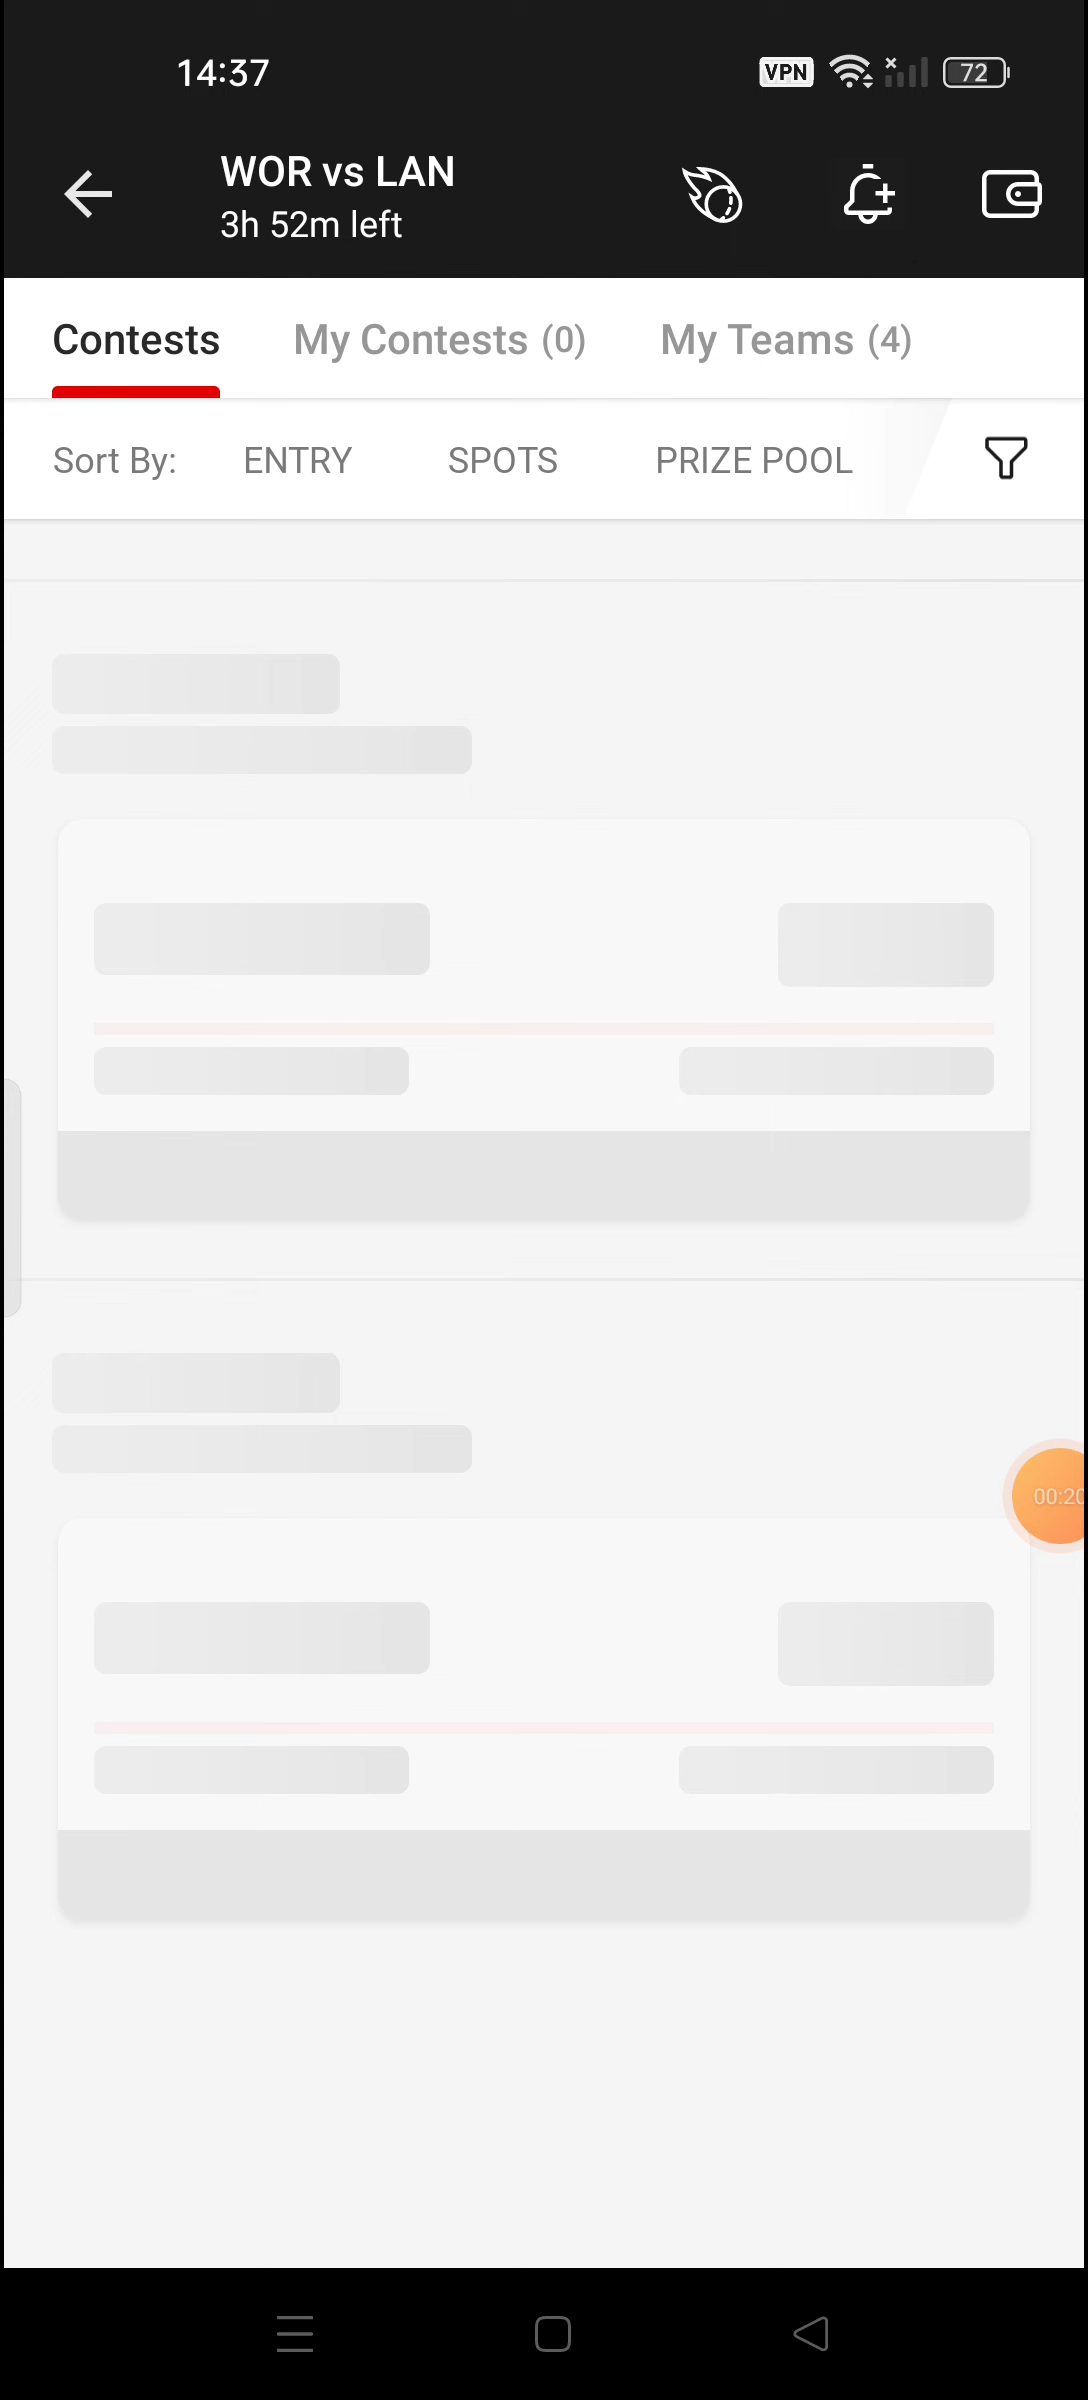 14:37
VPN
72
WOR vs LAN
3h 52m left
Contests
My Contests (0)
My Teams (4)
Sort By:
ENTRY
SPOTS
PRIZE POOL
00:20